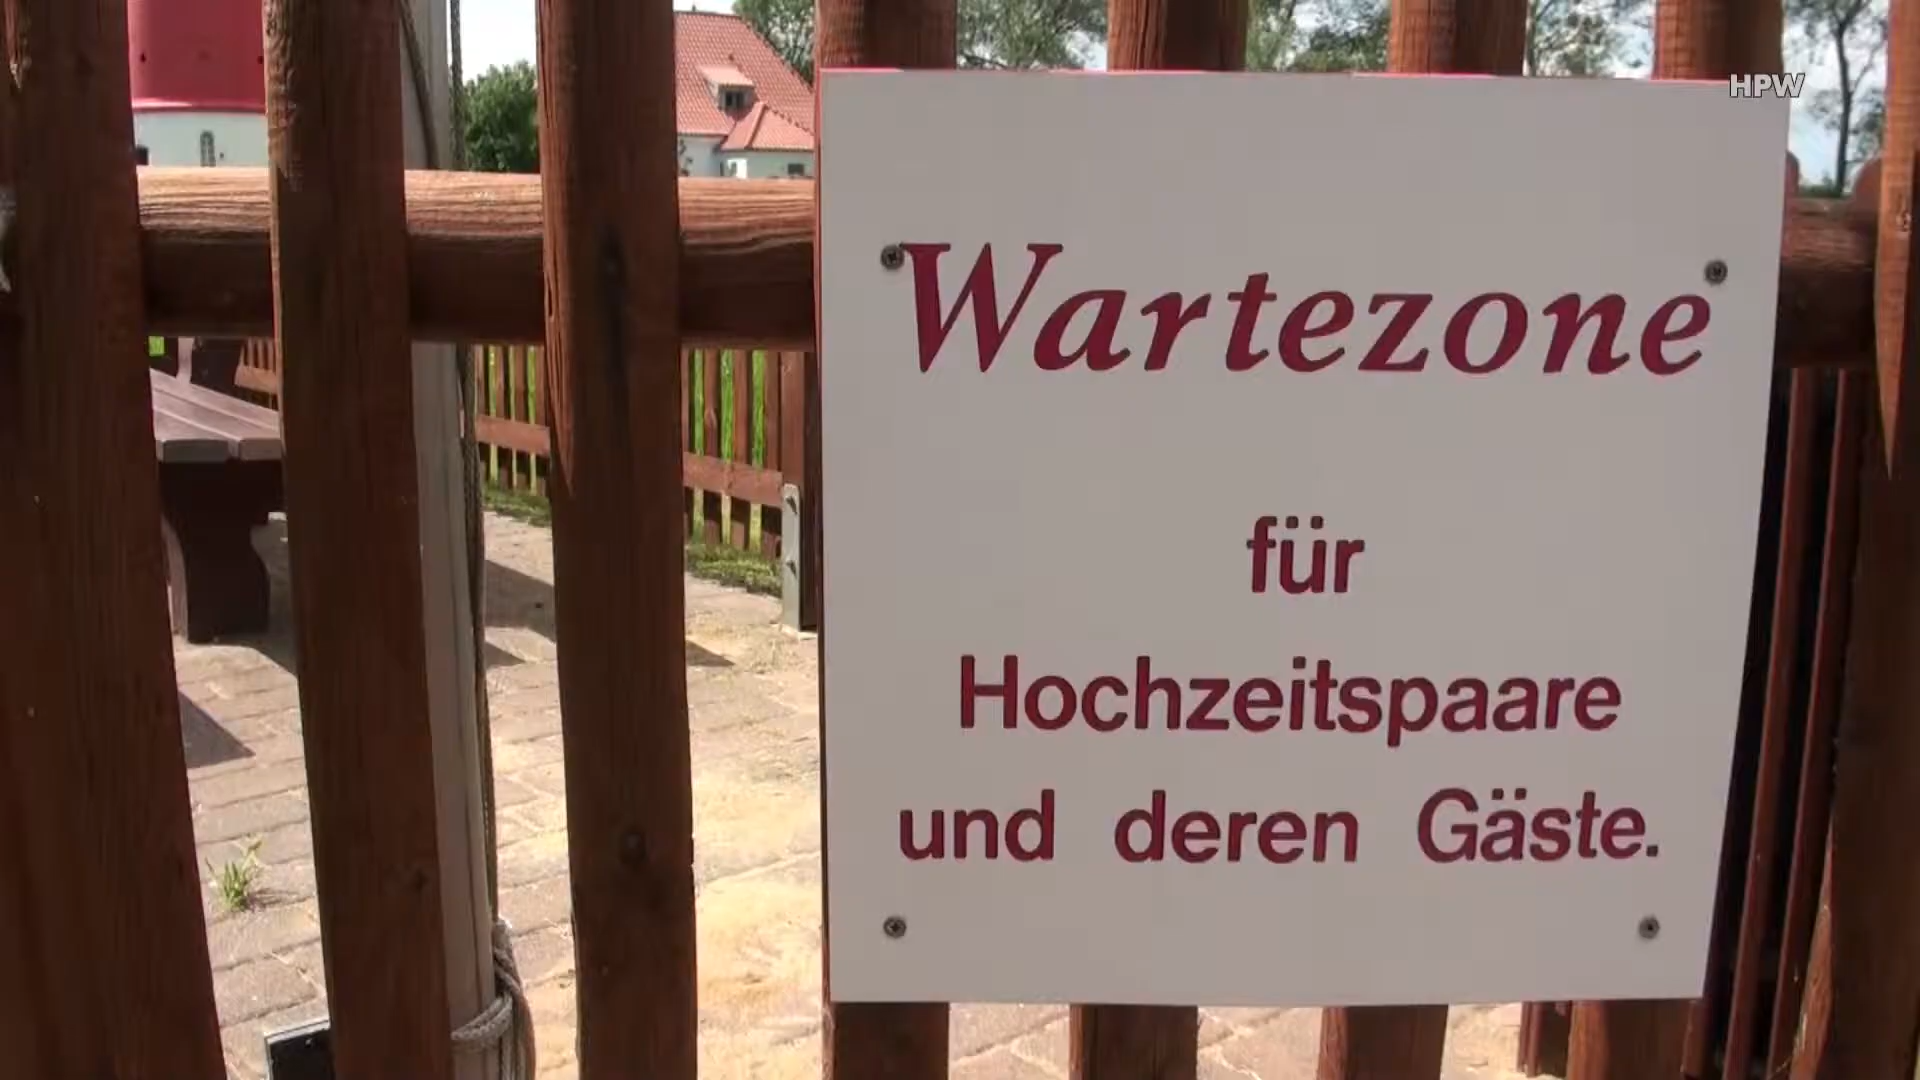 HPW
Wartezone
für
Hochzeitspaare
und deren Gäste.